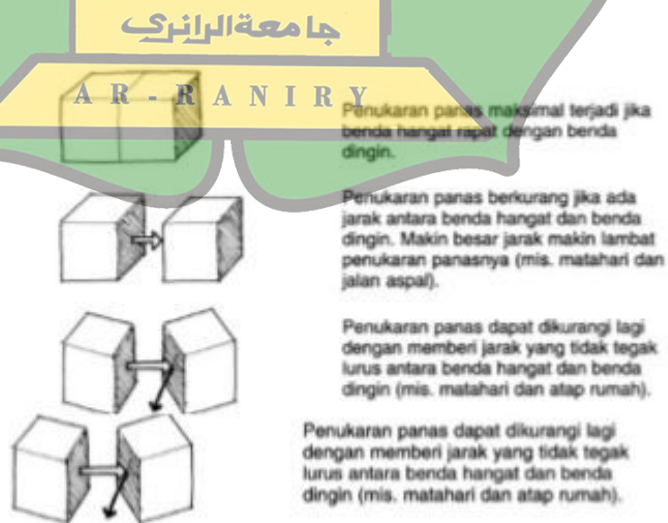 جامعةالرانري
AR-RANIRY
Penukaran panas maksimal terjadi jika
benda hangat rapat dengan benda
dingin.
Penukaran panas berkurang jika ada
jarak antara benda hangat dan benda
dingin. Makin besar jarak makin lambat
penukaran panasnya (mis. matahari dan
jalan aspal).
Penukaran panas dapat dikurangi lagi
dengan memberi jarak yang tidak tegak
lurus antara benda hangat dan benda
dingin (mis. matahari dan atap rumah).
Penukaran panas dapat dikurangi lagi
dengan memberi jarak yang tidak tegak
lurus antara benda hangat dan benda
dingin (mis. matahari dan atap rumah).